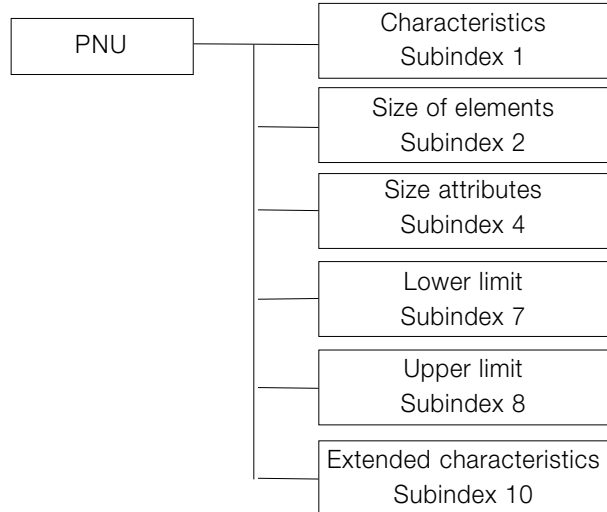 PNU
Characteristics
Subindex 1
Size of elements
Subindex 2
Size attributes
Subindex 4
Lower limit
Subindex 7
Upper limit
Subindex 8
Extended characteristics
Subindex 10